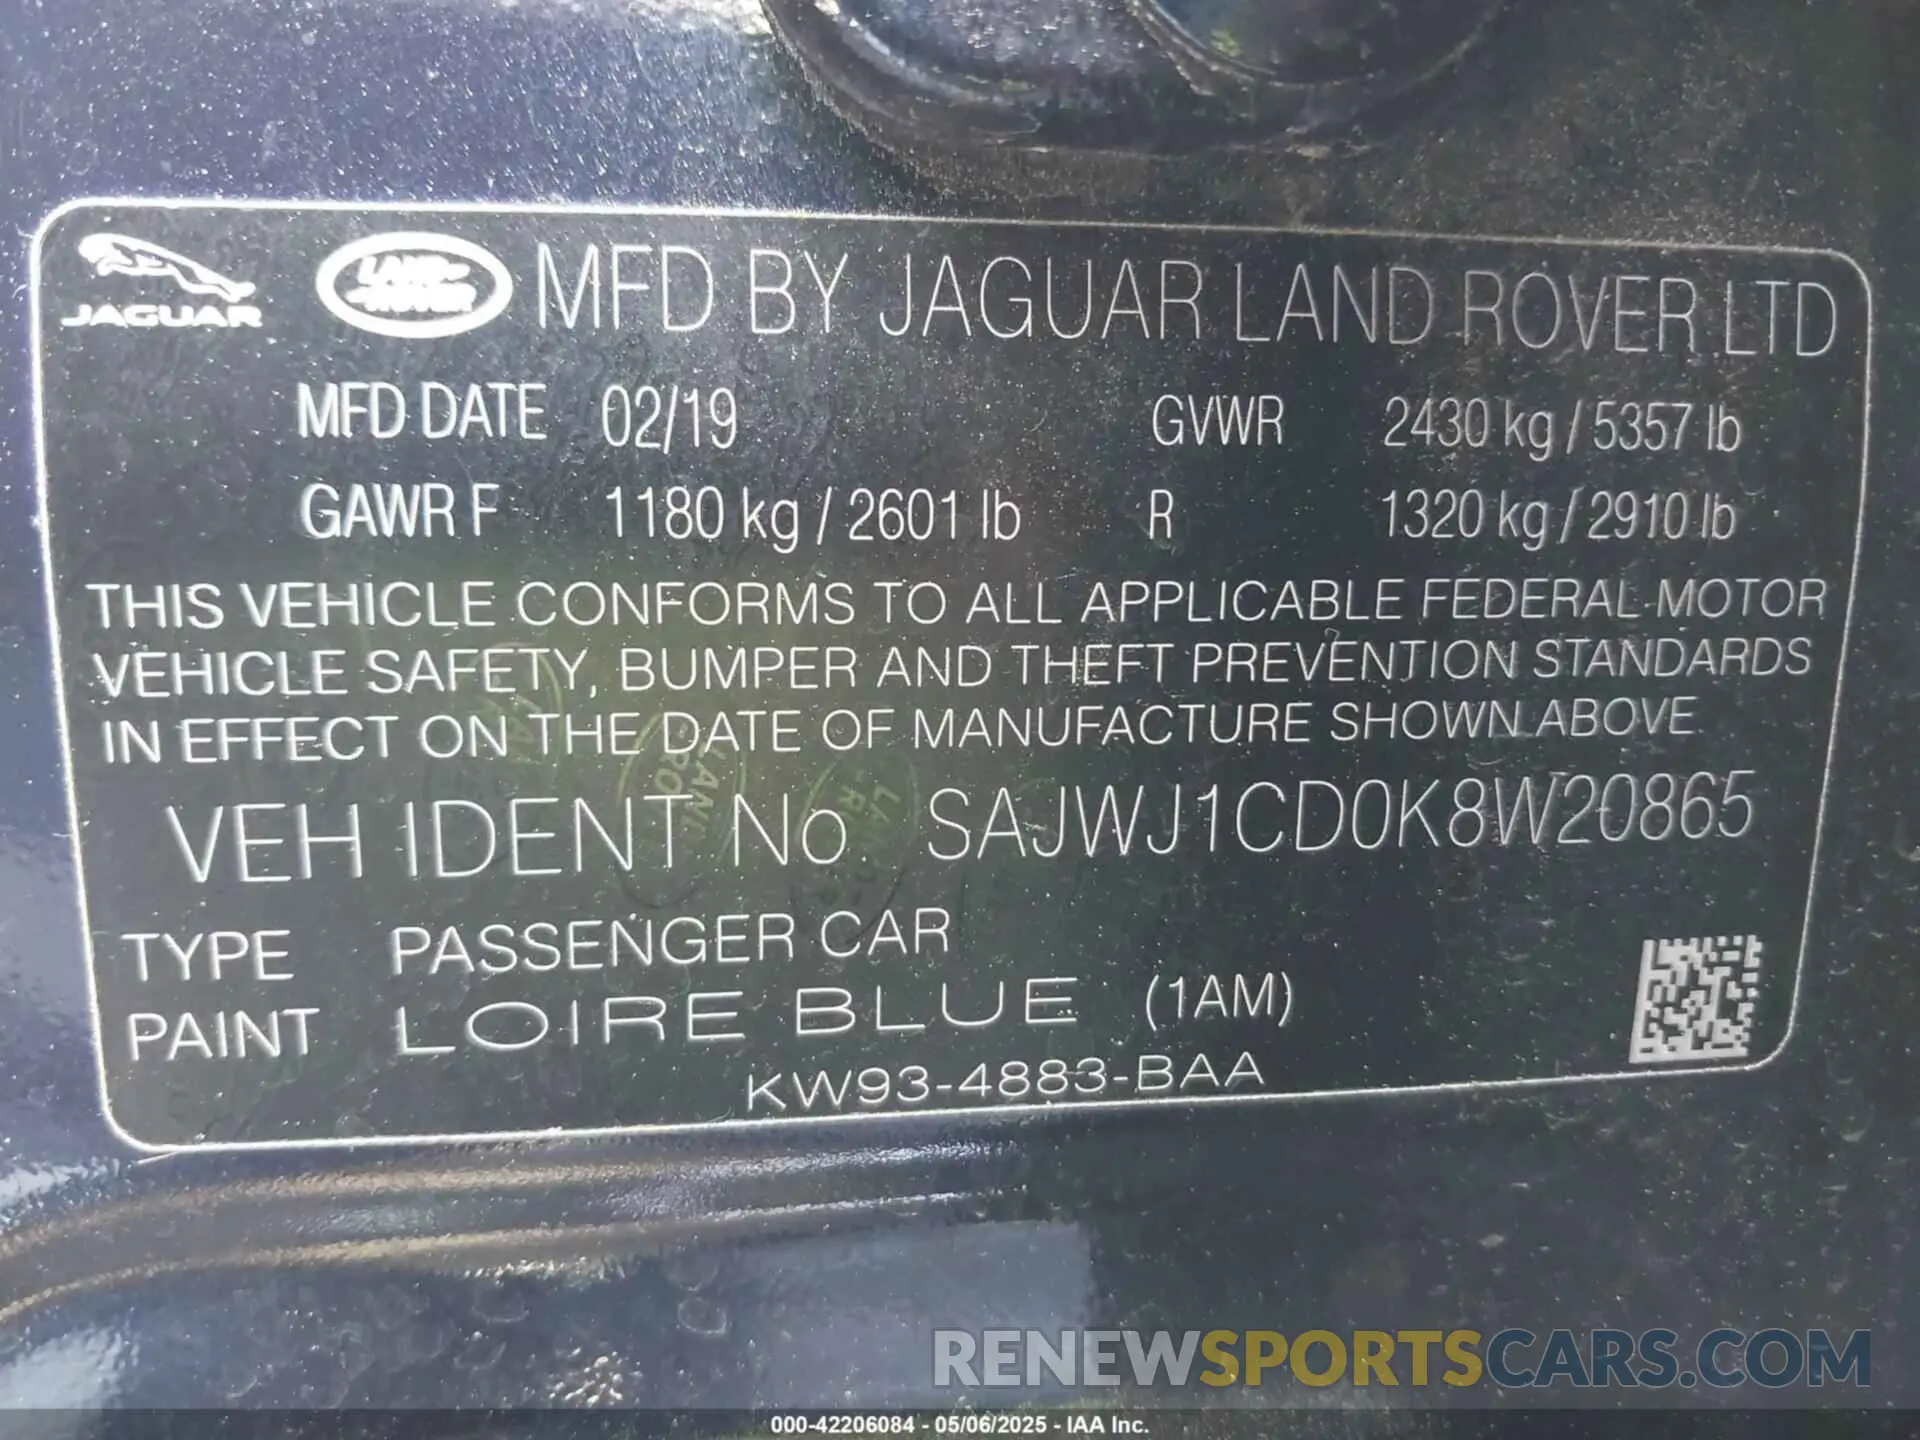 JAGUAR LAND ROVER MFD BY JAGUAR LAND ROVER LTD
MFD DATE 02/19 GVWR 2430 kg / 5357 lb
GAWR F 1180 kg / 2601 lb R 1320 kg / 2910 lb
THIS VEHICLE CONFORMS TO ALL APPLICABLE FEDERAL MOTOR
VEHICLE SAFETY, BUMPER AND THEFT PREVENTION STANDARDS
IN EFFECT ON THE DATE OF MANUFACTURE SHOWN ABOVE
VEH IDENT No. SAJWJ1CD0K8W20865
TYPE PASSENGER CAR
PAINT LOIRE BLUE (1AM)
KW93-4883-BAA
RENEWSPORTSCARS.COM
000-42206084 - 05/06/2025 - IAA Inc.